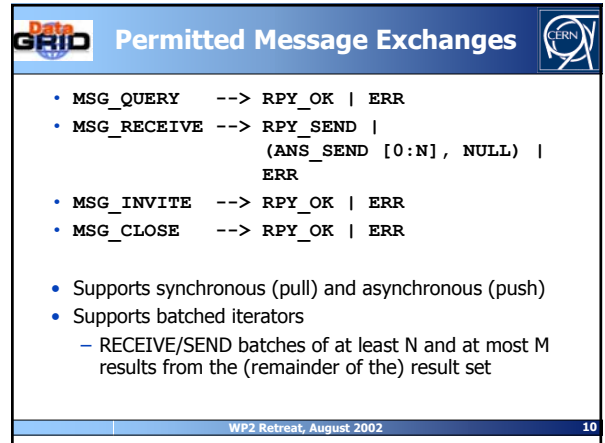 Data
GRID
Permitted Message Exchanges
CERN
• MSG_QUERY --> RPY_OK | ERR
• MSG_RECEIVE --> RPY_SEND |
(ANS_SEND [0:N], NULL) |
ERR
• MSG_INVITE --> RPY_OK | ERR
• MSG_CLOSE --> RPY_OK | ERR
• Supports synchronous (pull) and asynchronous (push)
• Supports batched iterators
– RECEIVE/SEND batches of at least N and at most M
results from the (remainder of the) result set
WP2 Retreat, August 2002
10